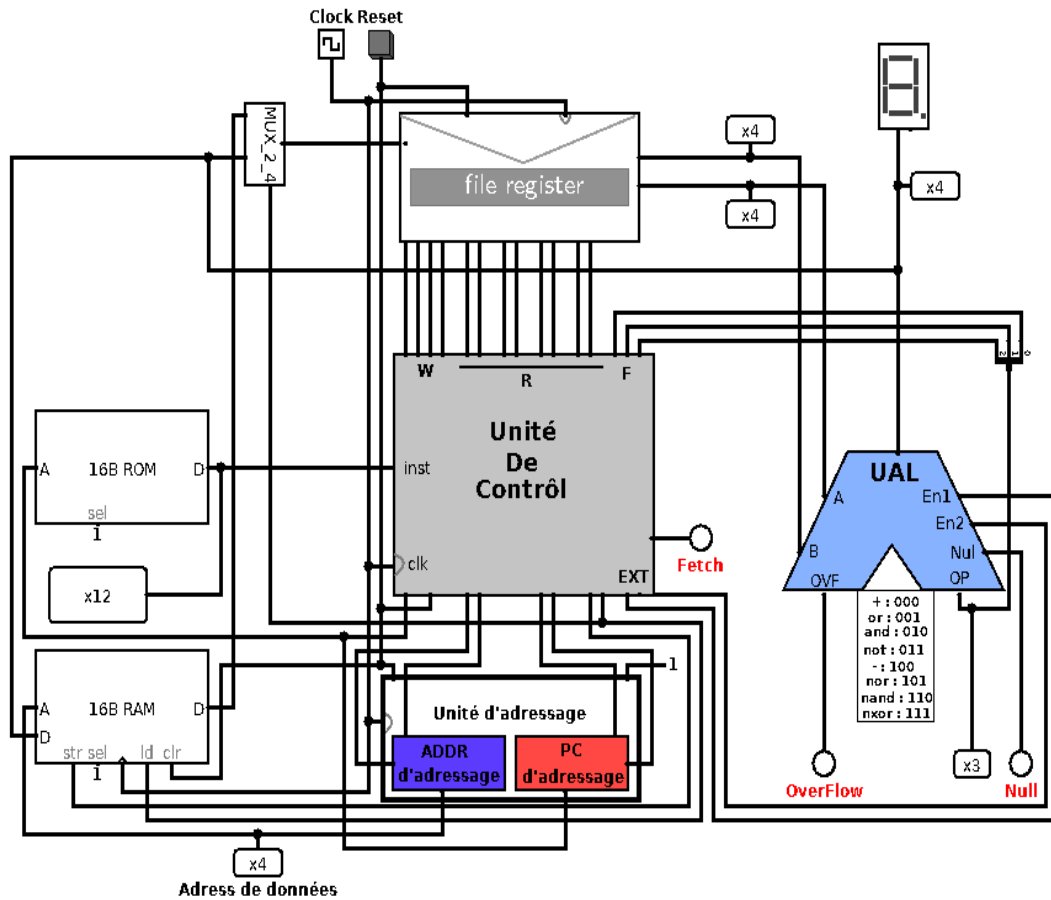 Clock Reset
MUX_2_4
file register
x4
x4
x4
W
R
F
2 1 0
Unité
De
Contrôl
inst
clk
EXT
Fetch
A
16B ROM
D
sel
1
x12
A
D
16B RAM
D
str sel
ld
clr
1
1
Unité d'adressage
ADDR
d'adressage
PC
d'adressage
x4
Adress de données
UAL
A
B
En1
En2
Nul
OVF
OP
+ : 000
or : 001
and : 010
not : 011
- : 100
nor : 101
nand : 110
nxor : 111
x3
OverFlow
Null